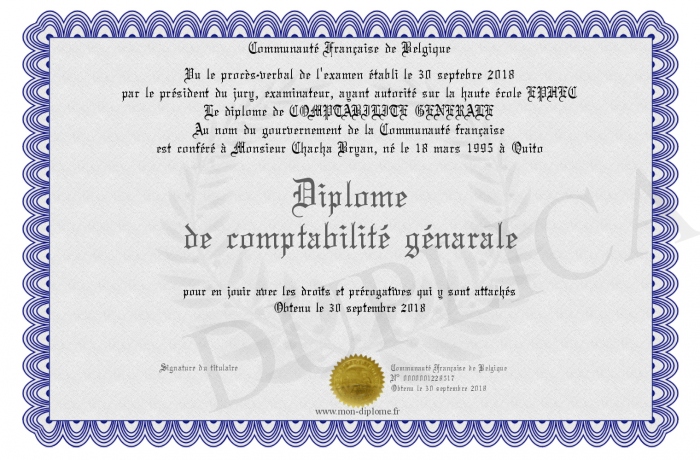 Communauté Française de Belgique
Vu le procès-verbal de l'examen établi le 30 septebre 2018
par le président du jury, examinateur, ayant autorité sur la haute école EPHEC
Le diplome de COMPTABILITE GENERALE
Au nom du gourvernement de la Communauté française
est conféré à Monsieur Chacha Bryan, né le 18 mars 1995 à Quito
Diplome
de comptabilité génarale
pour en jouir avec les droits et prérogatives qui y sont attachés
Obtenu le 30 septembre 2018
Signature du titulaire
Communauté Française de Belgique
N° 0000001228517
Obtenu le 30 septembre 2018
www.mon-diplome.fr
DUPLICA